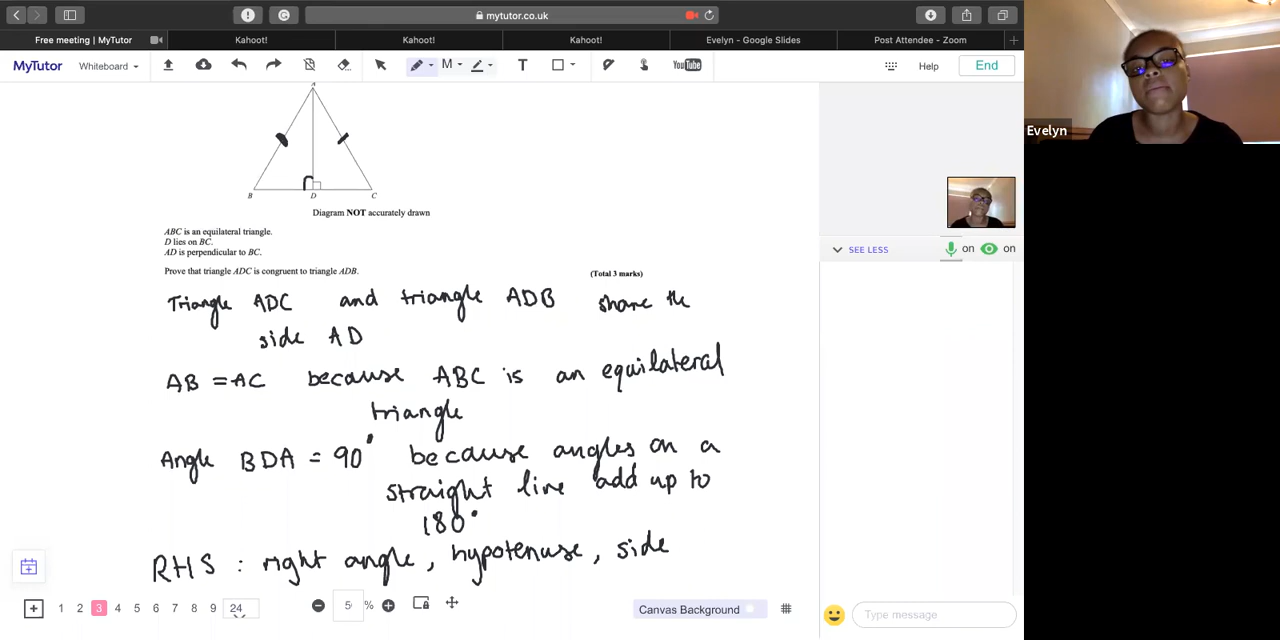 mytutor.co.uk
Free meeting | MyTutor
Kahoot!
Kahoot!
Kahoot!
Evelyn - Google Slides
Post Attendee - Zoom
MyTutor
Whiteboard
M
T
YouTube
Help
End
Evelyn
A
B
D
C
Diagram NOT accurately drawn
ABC is an equilateral triangle.
D lies on BC.
AD is perpendicular to BC.
Prove that triangle ADC is congruent to triangle ADB.
(Total 3 marks)
Triangle ADC and triangle ADB share the
side AD
AB = AC because ABC is an equilateral
triangle
Angle BDA = 90° because angles on a
straight line add up to
180°
RHS : right angle, hypotenuse, side
SEE LESS
on
on
1 2 3 4 5 6 7 8 9 24
%
Canvas Background
Type message